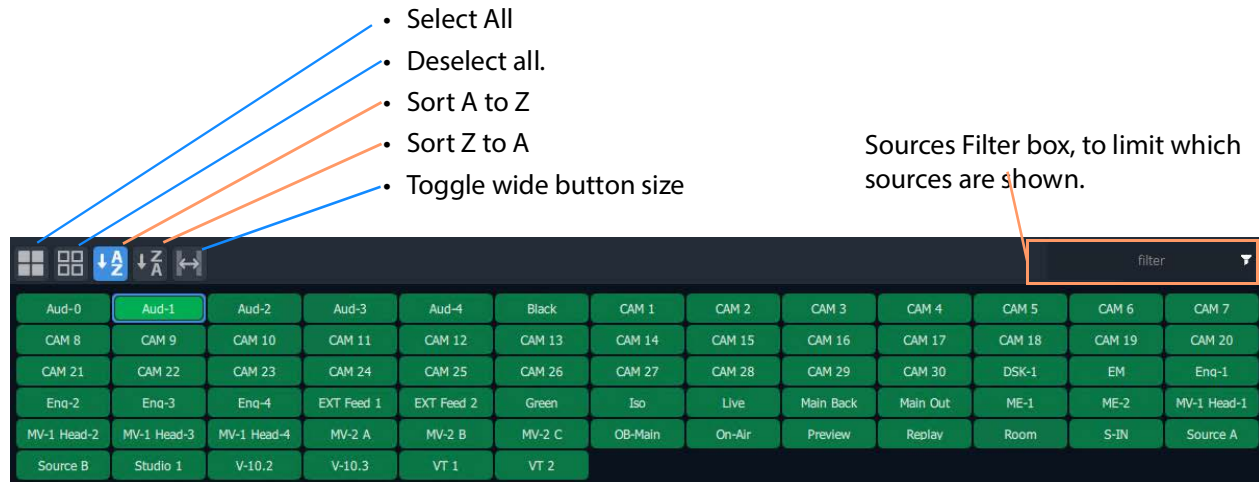 • Select All
• Deselect all.
• Sort A to Z
• Sort Z to A
• Toggle wide button size
Sources Filter box, to limit which
sources are shown.
A Z
Z A
filter
Aud-0 Aud-1 Aud-2 Aud-3 Aud-4 Black CAM 1 CAM 2 CAM 3 CAM 4 CAM 5 CAM 6 CAM 7
CAM 8 CAM 9 CAM 10 CAM 11 CAM 12 CAM 13 CAM 14 CAM 15 CAM 16 CAM 17 CAM 18 CAM 19 CAM 20
CAM 21 CAM 22 CAM 23 CAM 24 CAM 25 CAM 26 CAM 27 CAM 28 CAM 29 CAM 30 DSK-1 EM Eng-1
Eng-2 Eng-3 Eng-4 EXT Feed 1 EXT Feed 2 Green Iso Live Main Back Main Out ME-1 ME-2 MV-1 Head-1
MV-1 Head-2 MV-1 Head-3 MV-1 Head-4 MV-2 A MV-2 B MV-2 C OB-Main On-Air Preview Replay Room S-IN Source A
Source B Studio 1 V-10.2 V-10.3 VT 1 VT 2